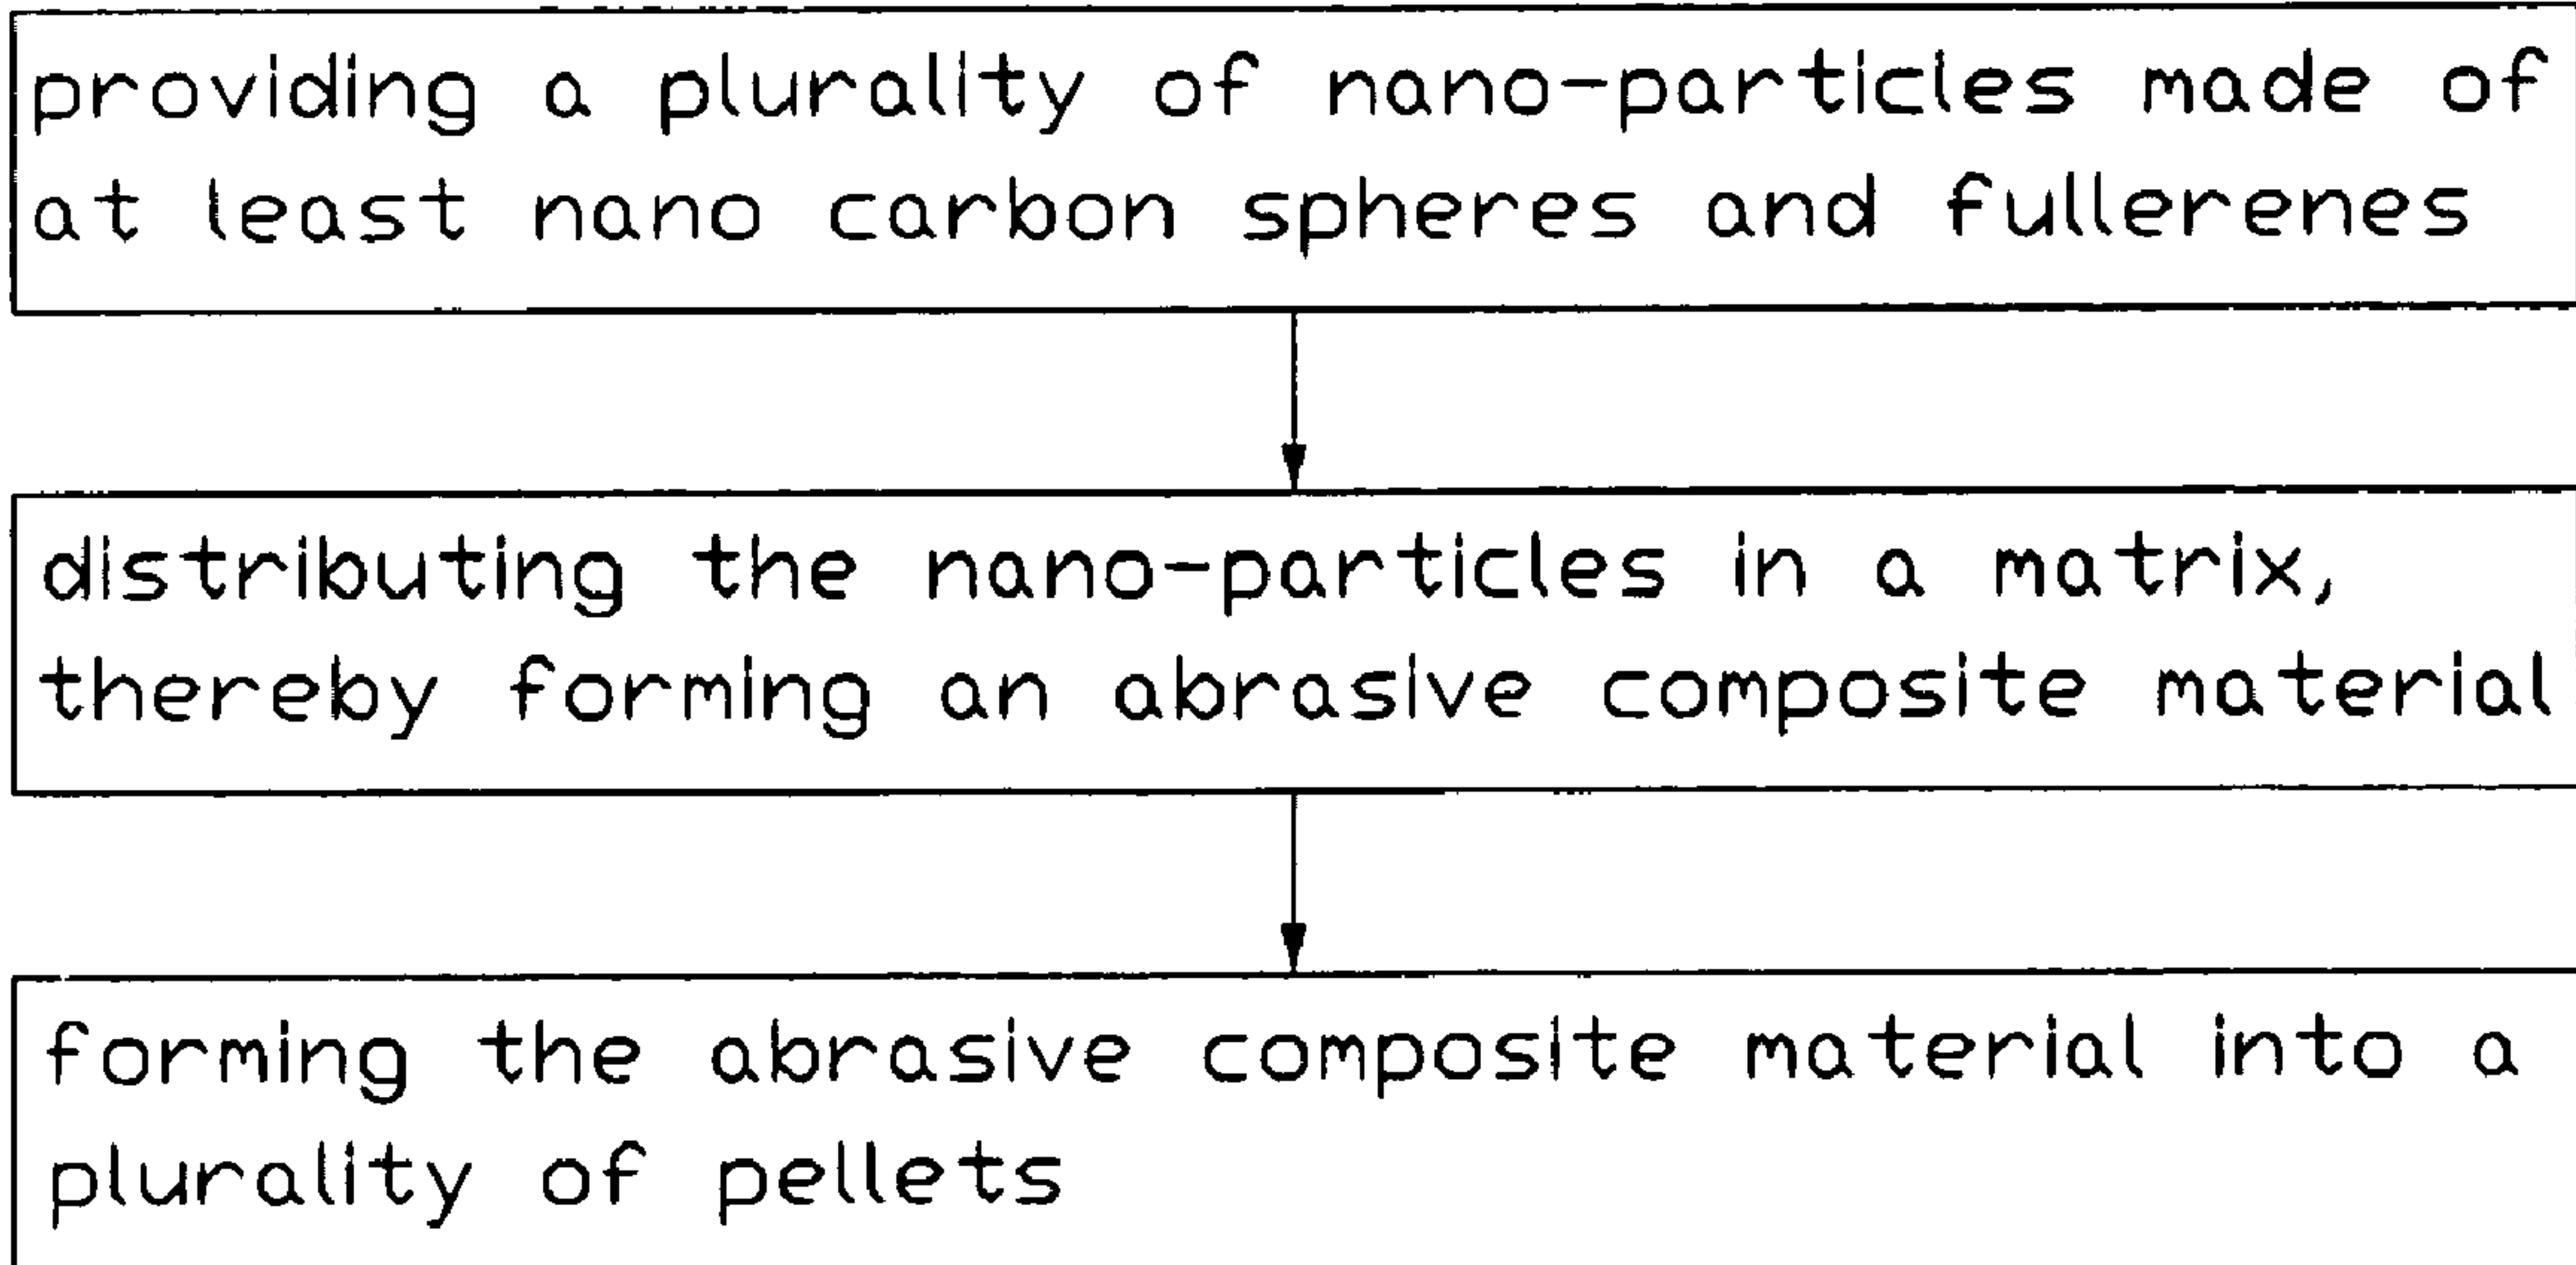 providing a plurality of nano-particles made of
at least nano carbon spheres and fullerenes
distributing the nano-particles in a matrix,
thereby forming an abrasive composite material
forming the abrasive composite material into a
plurality of pellets